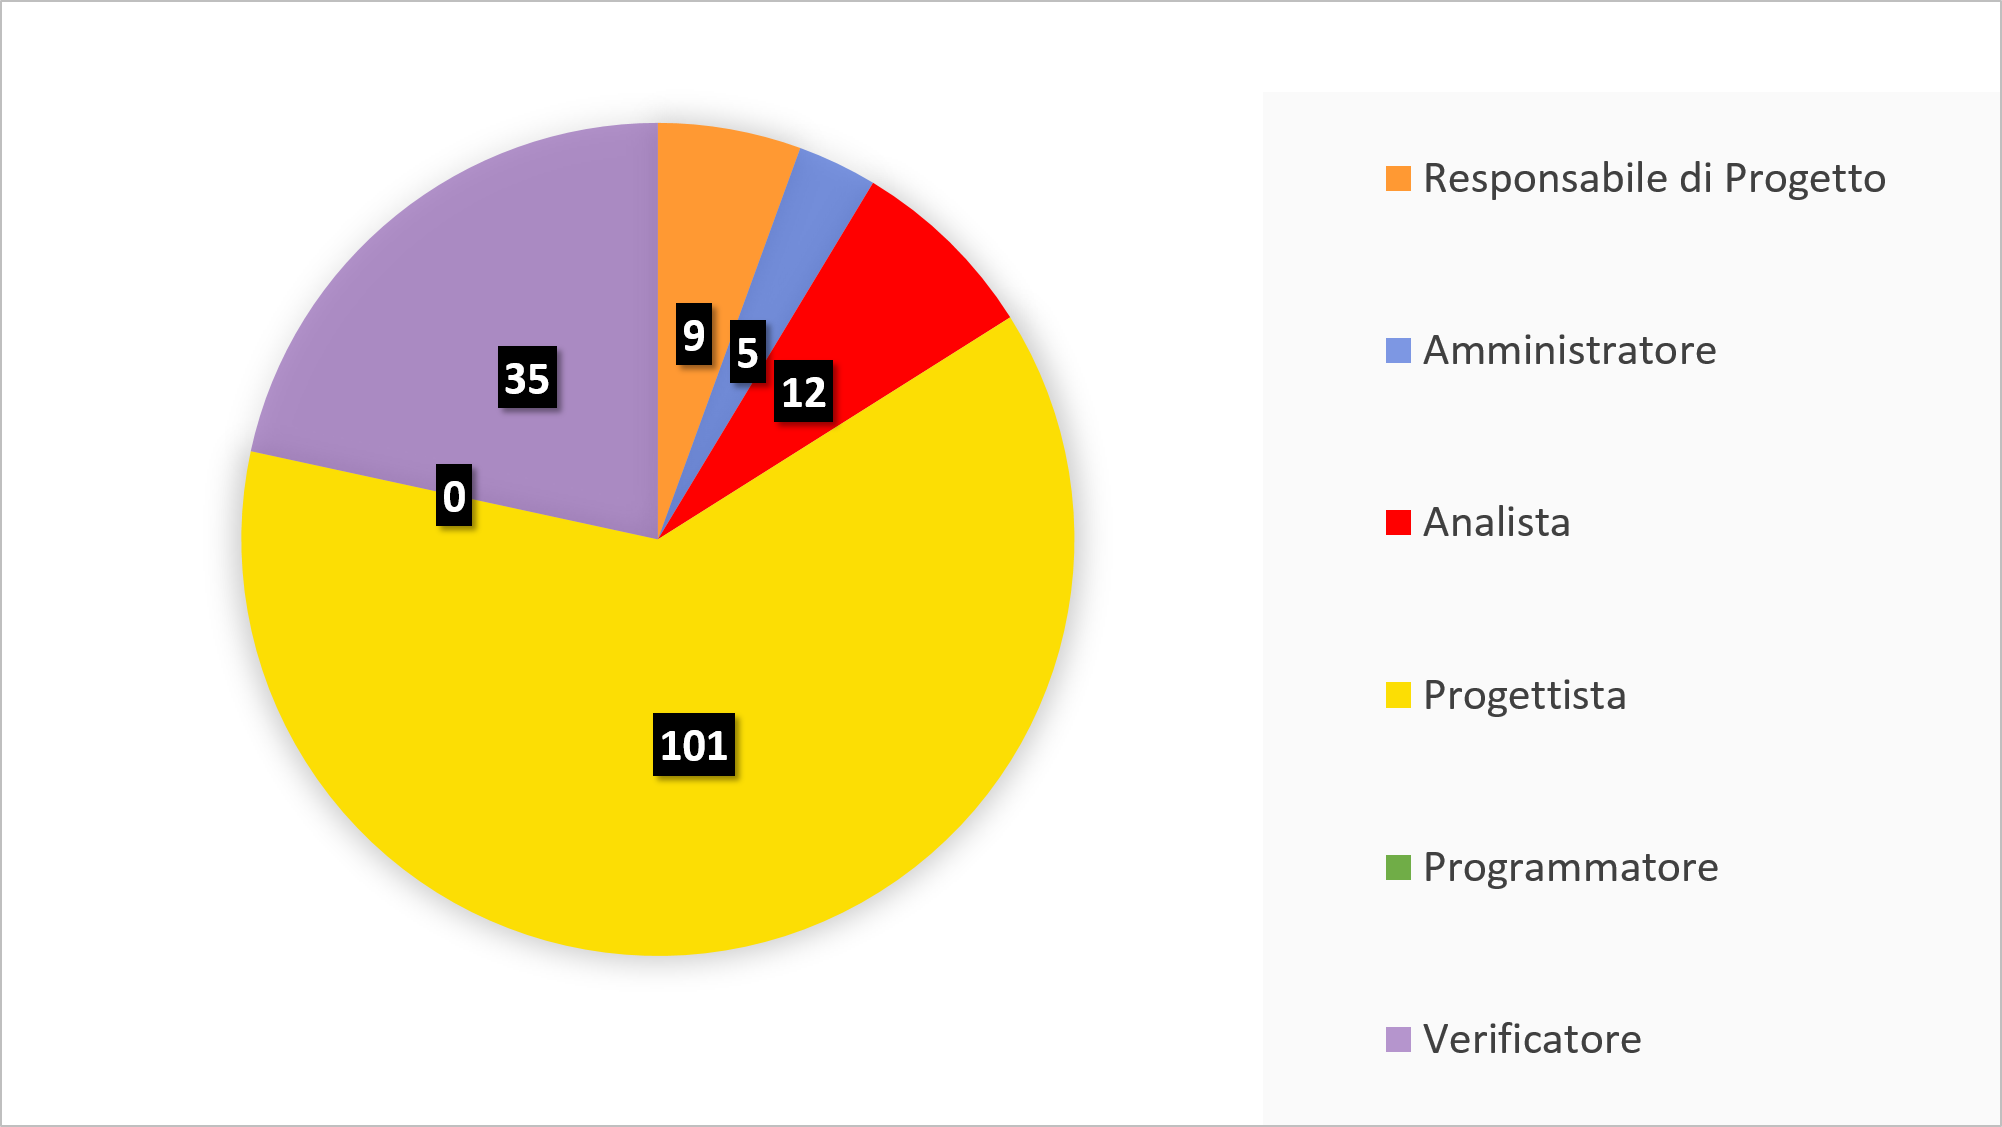 9
5
12
35
0
101
Responsabile di Progetto
Amministratore
Analista
Progettista
Programmatore
Verificatore